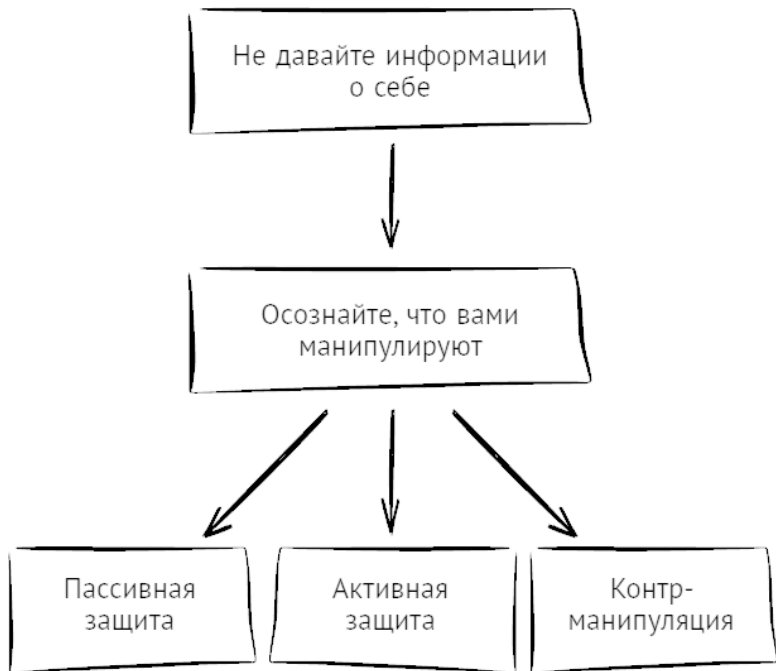 Не давайте информации
о себе
Осознайте, что вами
манипулируют
Пассивная
защита
Активная
защита
Контр-
манипуляция